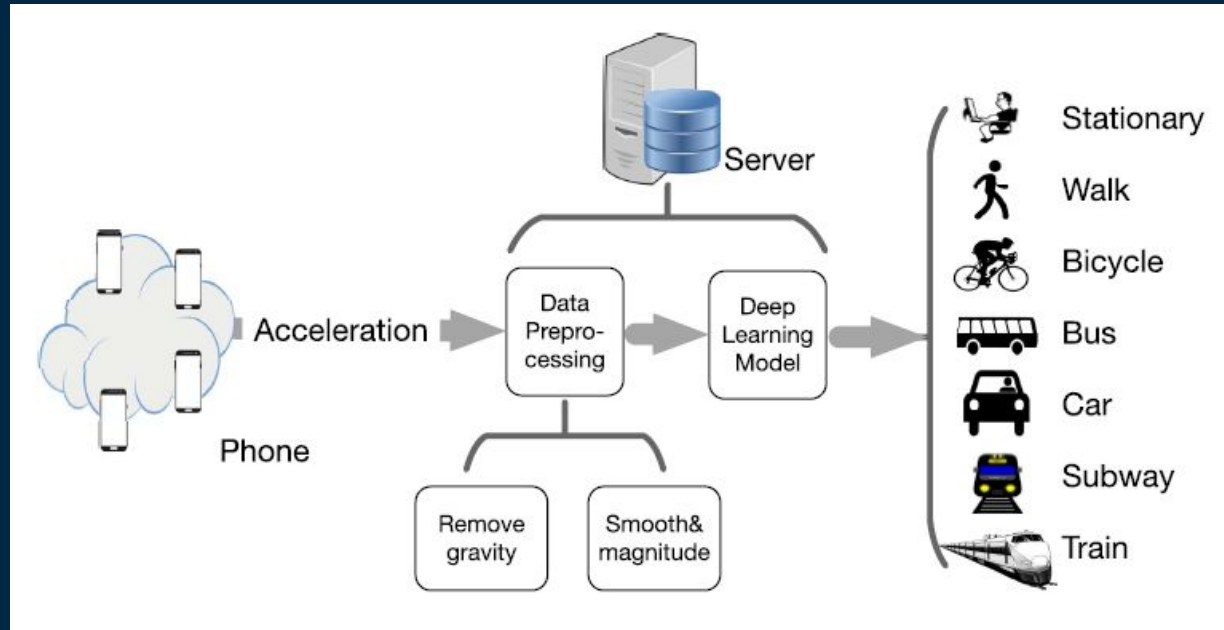 Server
Phone
Acceleration
Data
Prepro-
cessing
Deep
Learning
Model
Remove
gravity
Smooth&
magnitude
Stationary
Walk
Bicycle
Bus
Car
Subway
Train